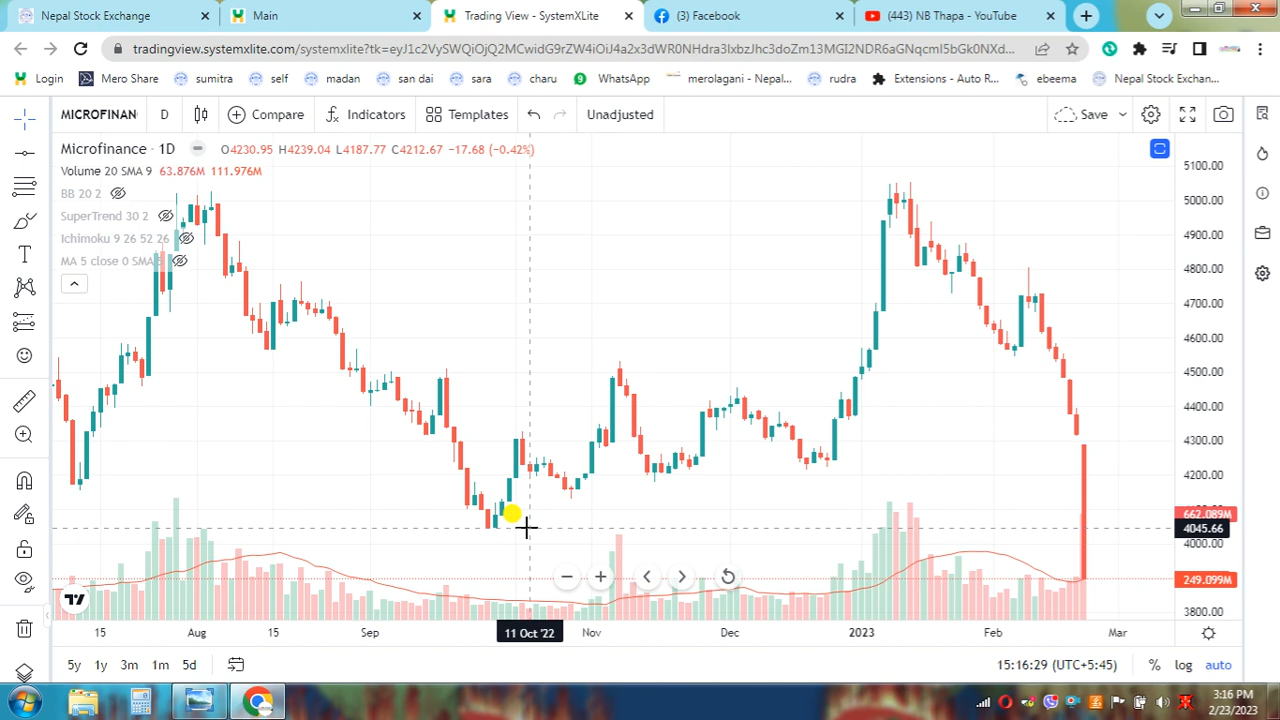 Nepal Stock Exchange
Main
Trading View - SystemXLite
(3) Facebook
(443) NB Thapa - YouTube
Login
Mero Share
sumitra
self
madan
san dai
sara
charu
WhatsApp
merolagani - Nepal...
rudra
Extensions - Auto R...
ebeema
Nepal Stock Exchan...
MICROFINAN
D
Compare
Indicators
Templates
Unadjusted
Save
Microfinance · 1D
O4230.95 H4239.04 L4187.77 C4212.67 −17.68 (−0.42%)
Volume 20 SMA 9 63.876M 111.976M
BB 20 2
SuperTrend 30 2
Ichimoku 9 26 52 26
MA 5 close 0 SMA 5
5100.00
5000.00
4900.00
4800.00
4700.00
4600.00
4500.00
4400.00
4300.00
4200.00
662.089M
4045.66
4000.00
249.099M
3800.00
15
Aug
15
Sep
11 Oct '22
Nov
Dec
2023
Feb
Mar
5y
1y
3m
1m
5d
15:16:29 (UTC+5:45)
%
log
auto
3:16 PM
2/23/2023